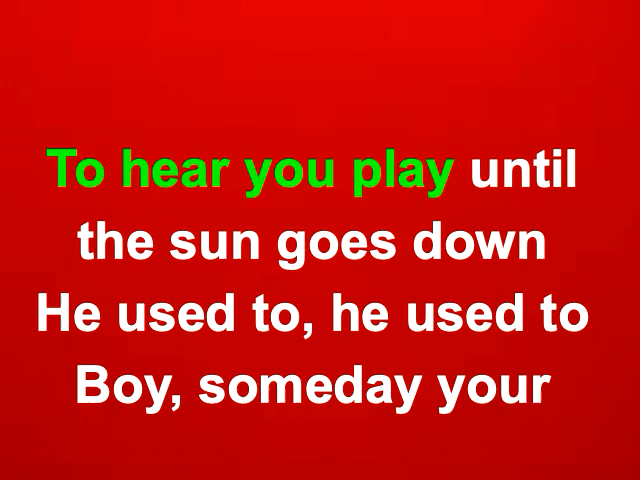 To hear you play until
the sun goes down
He used to, he used to
Boy, someday your